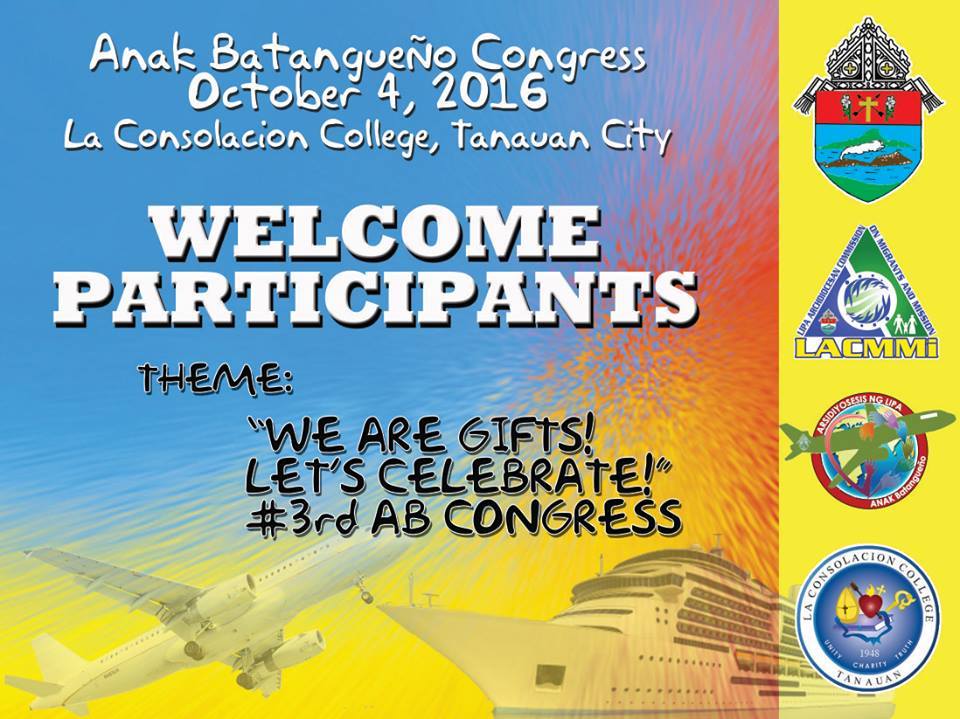 Anak Batangueño Congress
October 4, 2016
La Consolacion College, Tanauan City
WELCOME
PARTICIPANTS
THEME:
"WE ARE GIFTS!
LET'S CELEBRATE!"
#3rd AB CONGRESS
LIPA ARCHDIOCESAN COMMISSION
ON MIGRANTS AND MISSION
LACMMi
ARSIDIYOSESIS NG LIPA
ANAK Batangueño
LA CONSOLACION COLLEGE
1948
UNITY CHARITY TRUTH
TANAUAN